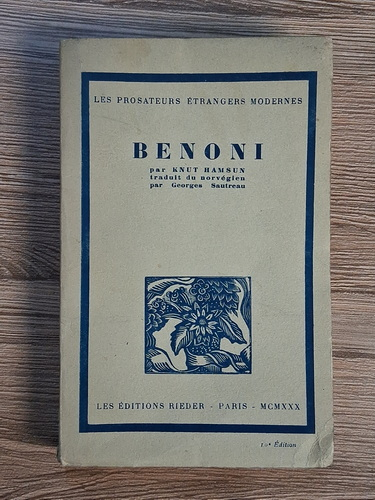 LES PROSATEURS ÉTRANGERS MODERNES
BENONI
par KNUT HAMSUN
traduit du norvégien
par Georges Sautreau
LES ÉDITIONS RIEDER - PARIS - MCMXXX
Édition